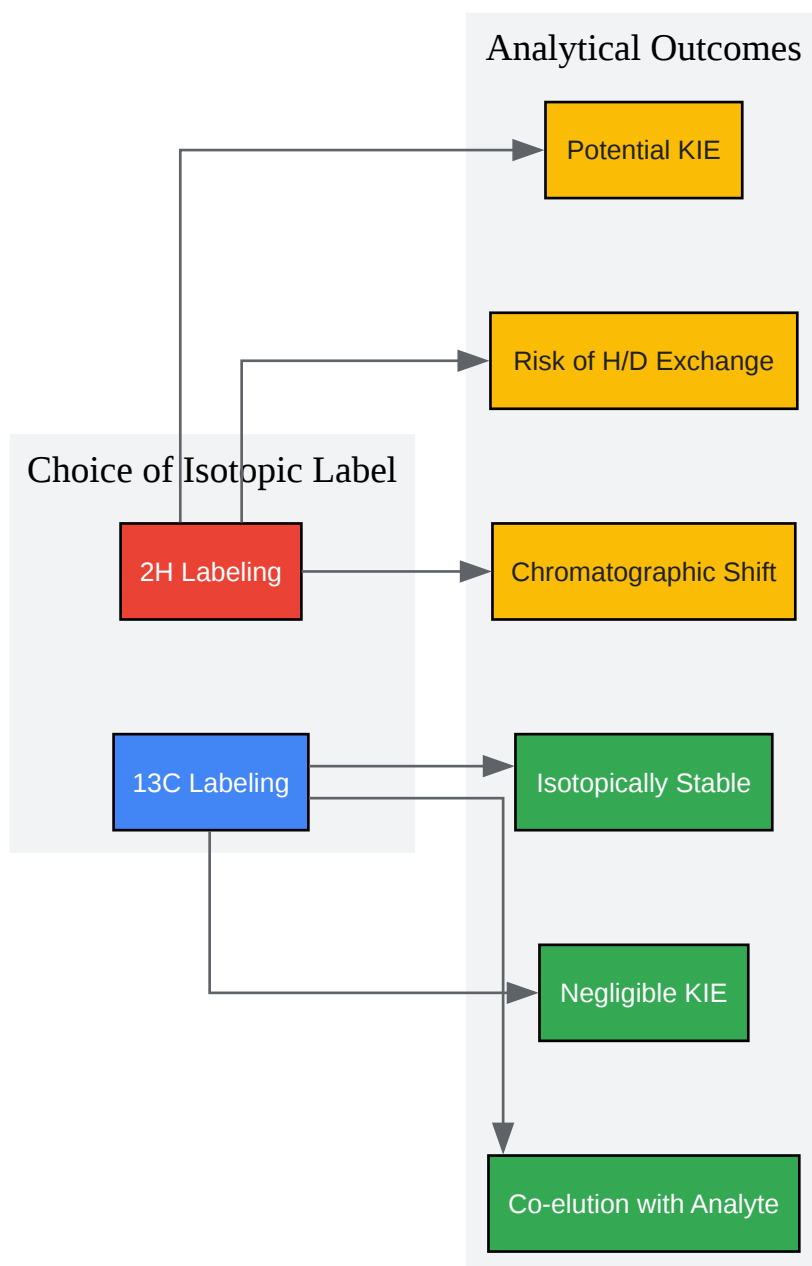 Analytical Outcomes
Potential KIE
Risk of H/D Exchange
Choice of Isotopic Label
2H Labeling
Chromatographic Shift
13C Labeling
Isotopically Stable
Negligible KIE
Co-elution with Analyte